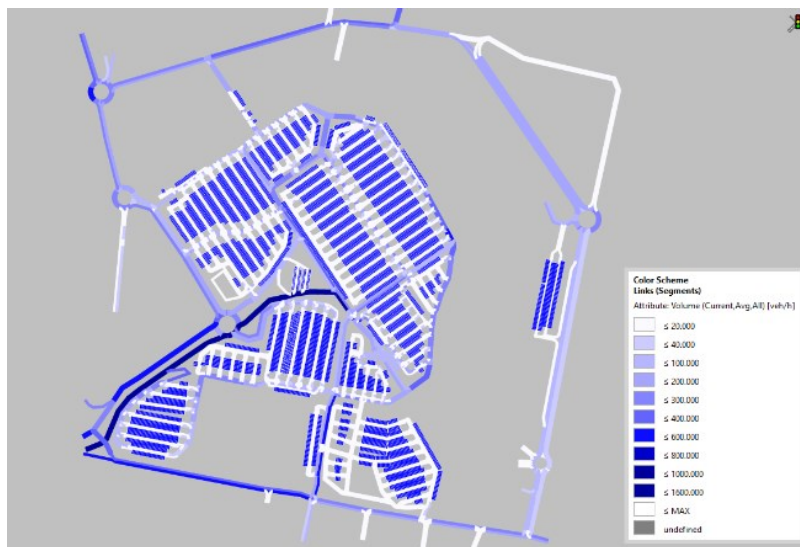 Color Scheme
Links (Segments)
Attribute: Volume (Current,Avg,All) [veh/h]
≤ 20.000
≤ 40.000
≤ 100.000
≤ 200.000
≤ 300.000
≤ 400.000
≤ 600.000
≤ 800.000
≤ 1000.000
≤ 1600.000
≤ MAX
undefined